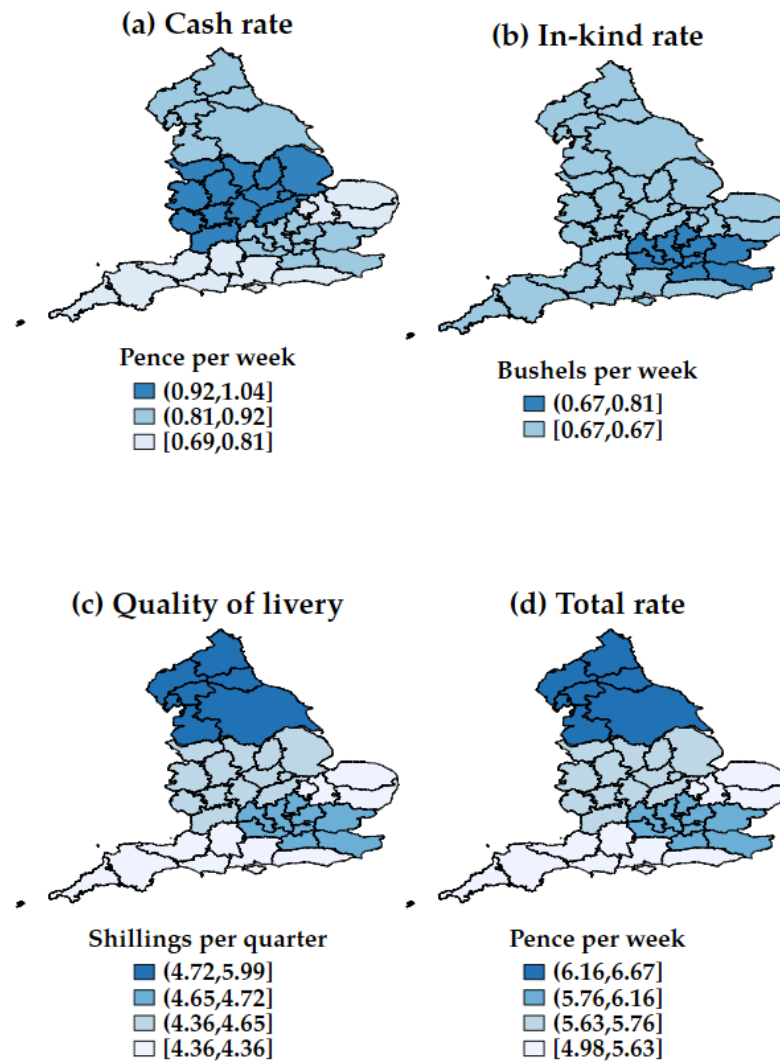 (a) Cash rate
Pence per week
(0.92,1.04]
(0.81,0.92]
[0.69,0.81]
(b) In-kind rate
Bushels per week
(0.67,0.81]
[0.67,0.67]
(c) Quality of livery
Shillings per quarter
(4.72,5.99]
(4.65,4.72]
(4.36,4.65]
[4.36,4.36]
(d) Total rate
Pence per week
(6.16,6.67]
(5.76,6.16]
(5.63,5.76]
[4.98,5.63]